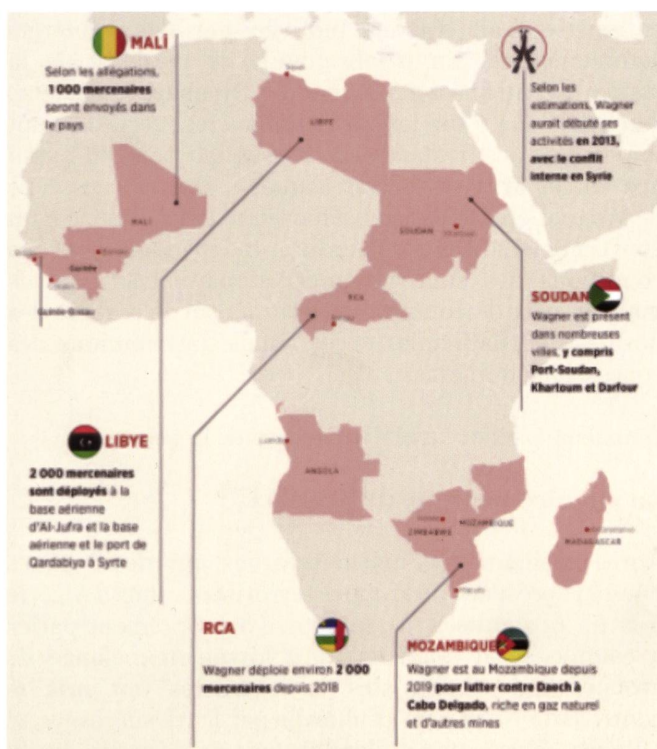 MALİ
Selon les allégations,
1 000 mercenaires
seront envoyés dans
le pays
Selon les
estimations, Wagner
aurait débuté ses
activités en 2013,
avec le conflit
interne en Syrie
LIBYE
MALI
SOUDAN
Khartoum
Guinée
Guinée-Bissau
RCA
SOUDAN
Wagner est présent
dans nombreuses
villes, y compris
Port-Soudan,
Khartoum et Darfour
LIBYE
2 000 mercenaires
sont déployés à la
base aérienne
d'Al-Jufra et la base
aérienne et le port de
Qardabiya à Syrte
Luanda
ANGOLA
ZIMBABWE
MOZAMBIQUE
MADAGASCAR
Maputo
RCA
Wagner déploie environ 2 000
mercenaires depuis 2018
MOZAMBIQUE
Wagner est au Mozambique depuis
2019 pour lutter contre Daech à
Cabo Delgado, riche en gaz naturel
et d'autres mines